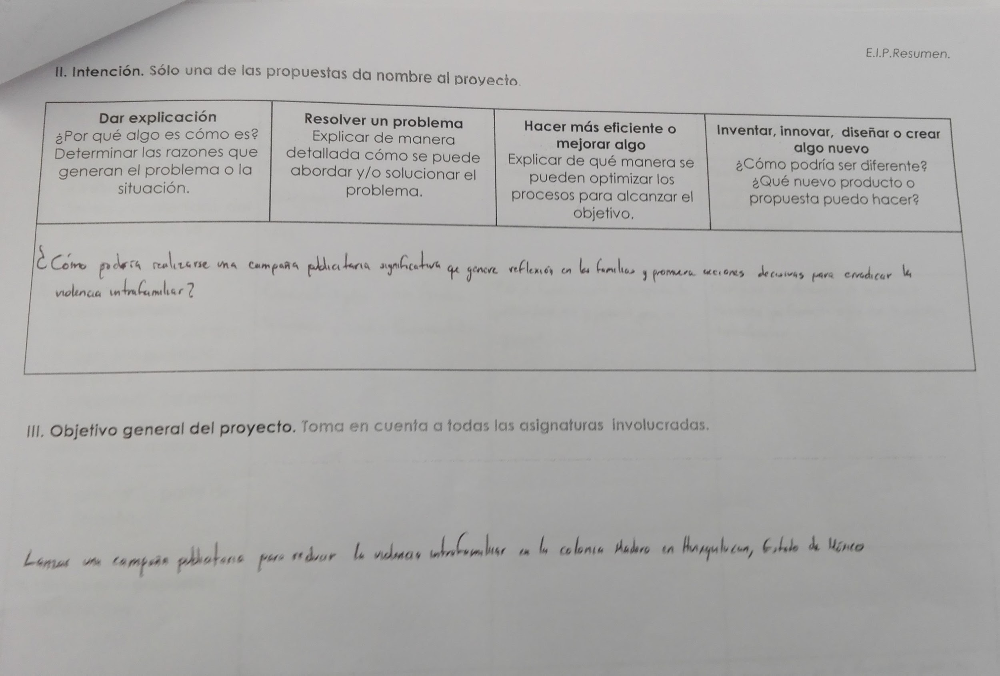 E.I.P.Resumen.
II. Intención. Sólo una de las propuestas da nombre al proyecto.
Dar explicación
¿Por qué algo es cómo es?
Determinar las razones que
generan el problema o la
situación.
Resolver un problema
Explicar de manera
detallada cómo se puede
abordar y/o solucionar el
problema.
Hacer más eficiente o
mejorar algo
Explicar de qué manera se
pueden optimizar los
procesos para alcanzar el
objetivo.
Inventar, innovar, diseñar o crear
algo nuevo
¿Cómo podría ser diferente?
¿Qué nuevo producto o
propuesta puedo hacer?
¿Cómo podría realizarse una campaña publicitaria significativa que genere reflexión en las familias y promueva acciones decisivas para erradicar la
violencia intrafamiliar?
III. Objetivo general del proyecto. Toma en cuenta a todas las asignaturas involucradas.
Lanzar una campaña publicitaria para reducir la violencia intrafamiliar en la colonia Madero en Huixquilucan, Estado de México